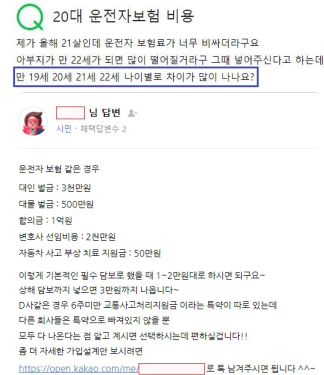 Q 20대 운전자보험 비용
제가 올해 21살인데 운전자 보험료가 너무 비싸더라구요
아부지가 만 22세가 되면 많이 떨어질거라구 그때 넣어주신다고 하는데
만 19세 20세 21세 22세 나이별로 차이가 많이 나나요?
님 답변
시민 · 채택답변수 2
운전자 보험 같은 경우
대인 벌금 : 3천만원
대물 벌금 : 500만원
합의금 : 1억원
변호사 선임비용 : 2천만원
자동차 사고 부상 치료 지원금 : 50만원
이렇게 기본적인 필수 담보로 했을 때 1~2만원대로 하시면 되구요~
상해 담보까지 넣으면 3만원까지 나옵니다~
D사같은 경우 6주미만 교통사고처리지원금 이라는 특약이 따로 있는데
다른 회사들은 특약으로 빠져있지 않을 뿐
모두 다 나온다는 점 알고 계시면 선택하시는데 편하실겁니다!!
좀 더 자세한 가입설계안 보시려면
https://open.kakao.com/me/ 로 톡 남겨주시면 됩니다 ^^~